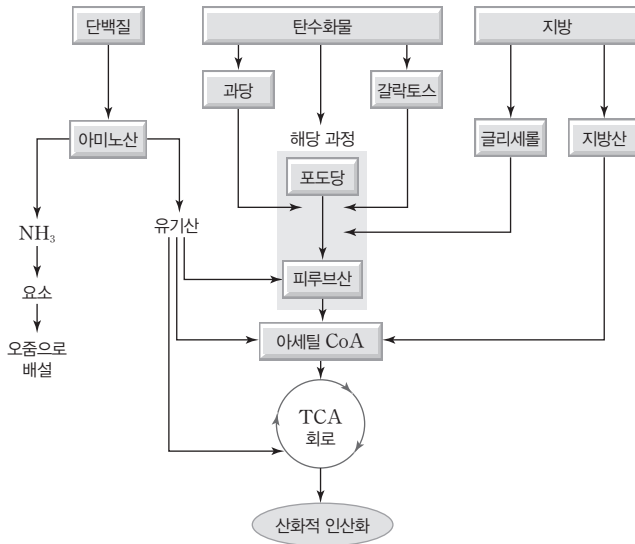 단백질
탄수화물
지방
과당
갈락토스
아미노산
해당 과정
글리세롤
지방산
포도당
NH₃
유기산
요소
피루브산
오줌으로
배설
아세틸 CoA
TCA
회로
산화적 인산화